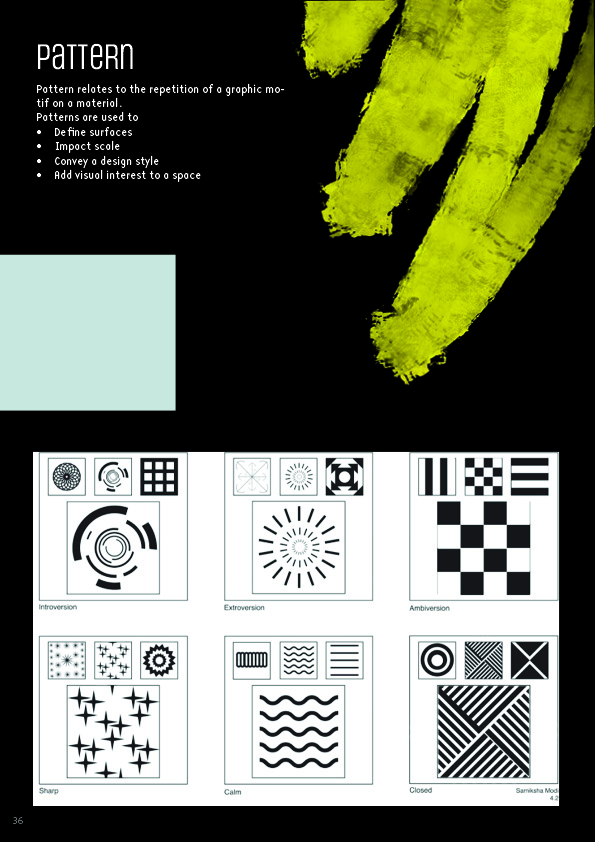 Pattern
Pattern relates to the repetition of a graphic mo-
tif on a material.
Patterns are used to
• Define surfaces
• Impact scale
• Convey a design style
• Add visual interest to a space
Introversion
Extroversion
Ambiversion
Sharp
Calm
Closed
Samiksha Mod
4.2
36